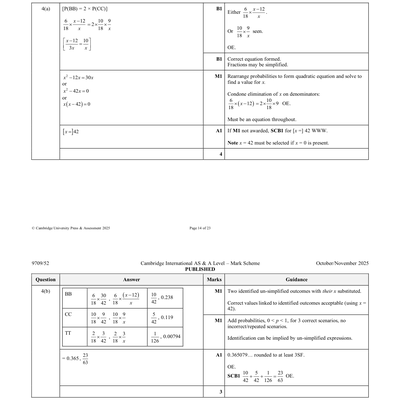 4(a) [P(BB) = 2 × P(CC)]
6/18 × (x−12)/x = 2 × 10/18 × 9/x
[(x−12)/3x = 10/x]
B1 Either 6/18 × (x−12)/x.
Or 10/18 × 9/x seen.
OE.
B1 Correct equation formed.
Fractions may be simplified.
x² −12x = 30x
or
x² − 42x = 0
or
x(x − 42) = 0
M1 Rearrange probabilities to form quadratic equation and solve to
find a value for x.
Condone elimination of x on denominators:
6/18 × (x−12) = 2 × 10/18 × 9 OE.
Must be an equation throughout.
[x =] 42
A1 If M1 not awarded, SCB1 for [x =] 42 WWW.
Note x = 42 must be selected if x = 0 is present.
4
© Cambridge University Press & Assessment 2025 Page 14 of 23
9709/52 Cambridge International AS & A Level – Mark Scheme October/November 2025
PUBLISHED
Question Answer Marks Guidance
4(b)
BB 6/18 × 30/42, 6/18 × (x−12)/x 10/42, 0.238
CC 10/18 × 9/42, 10/18 × 9/x 5/42, 0.119
TT 2/18 × 3/42, 2/18 × 3/x 1/126, 0.00794
M1 Two identified un-simplified outcomes with their x substituted.
Correct values linked to identified outcomes acceptable (using x =
42).
M1 Add probabilities, 0 < p < 1, for 3 correct scenarios, no
incorrect/repeated scenarios.
Identification can be implied by un-simplified expressions.
= 0.365, 23/63
A1 0.365079… rounded to at least 3SF.
OE.
SCB1 10/42 5/42 1/126 23/63 OE
3